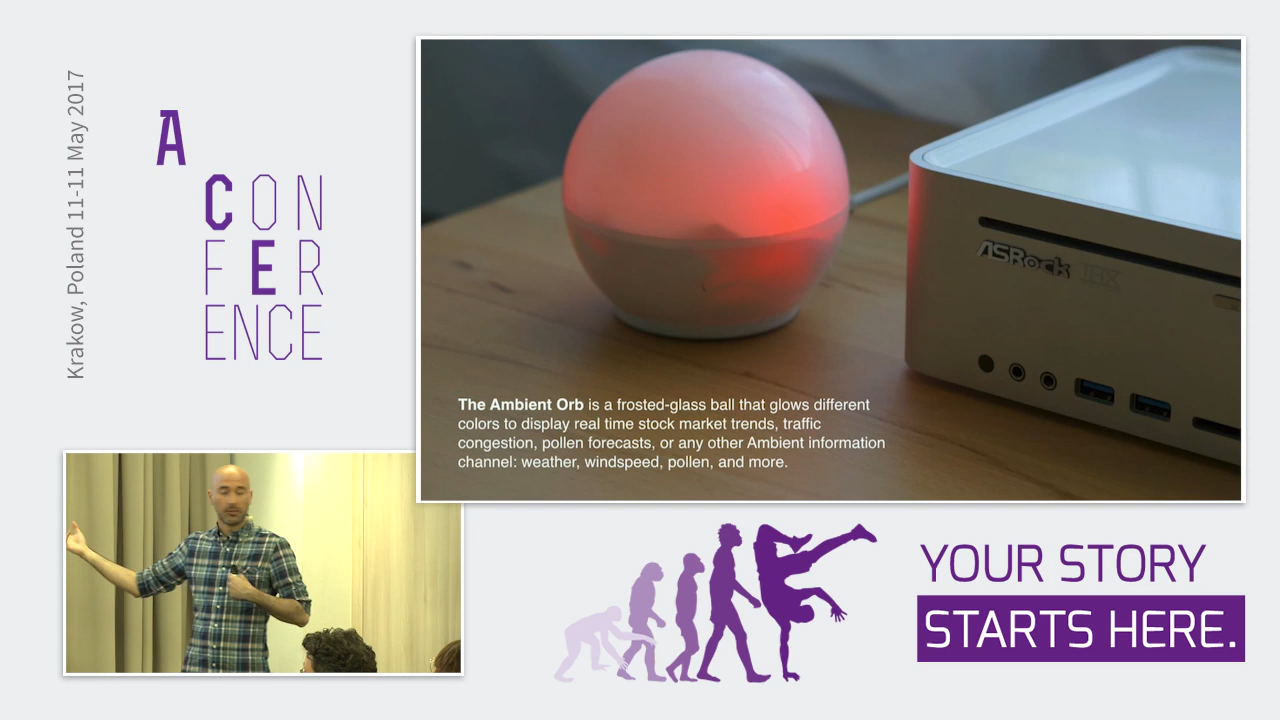 Krakow, Poland 11-11 May 2017
A
CON
FER
ENCE
ASRock
The Ambient Orb is a frosted-glass ball that glows different
colors to display real time stock market trends, traffic
congestion, pollen forecasts, or any other Ambient information
channel: weather, windspeed, pollen, and more.
YOUR STORY
STARTS HERE.